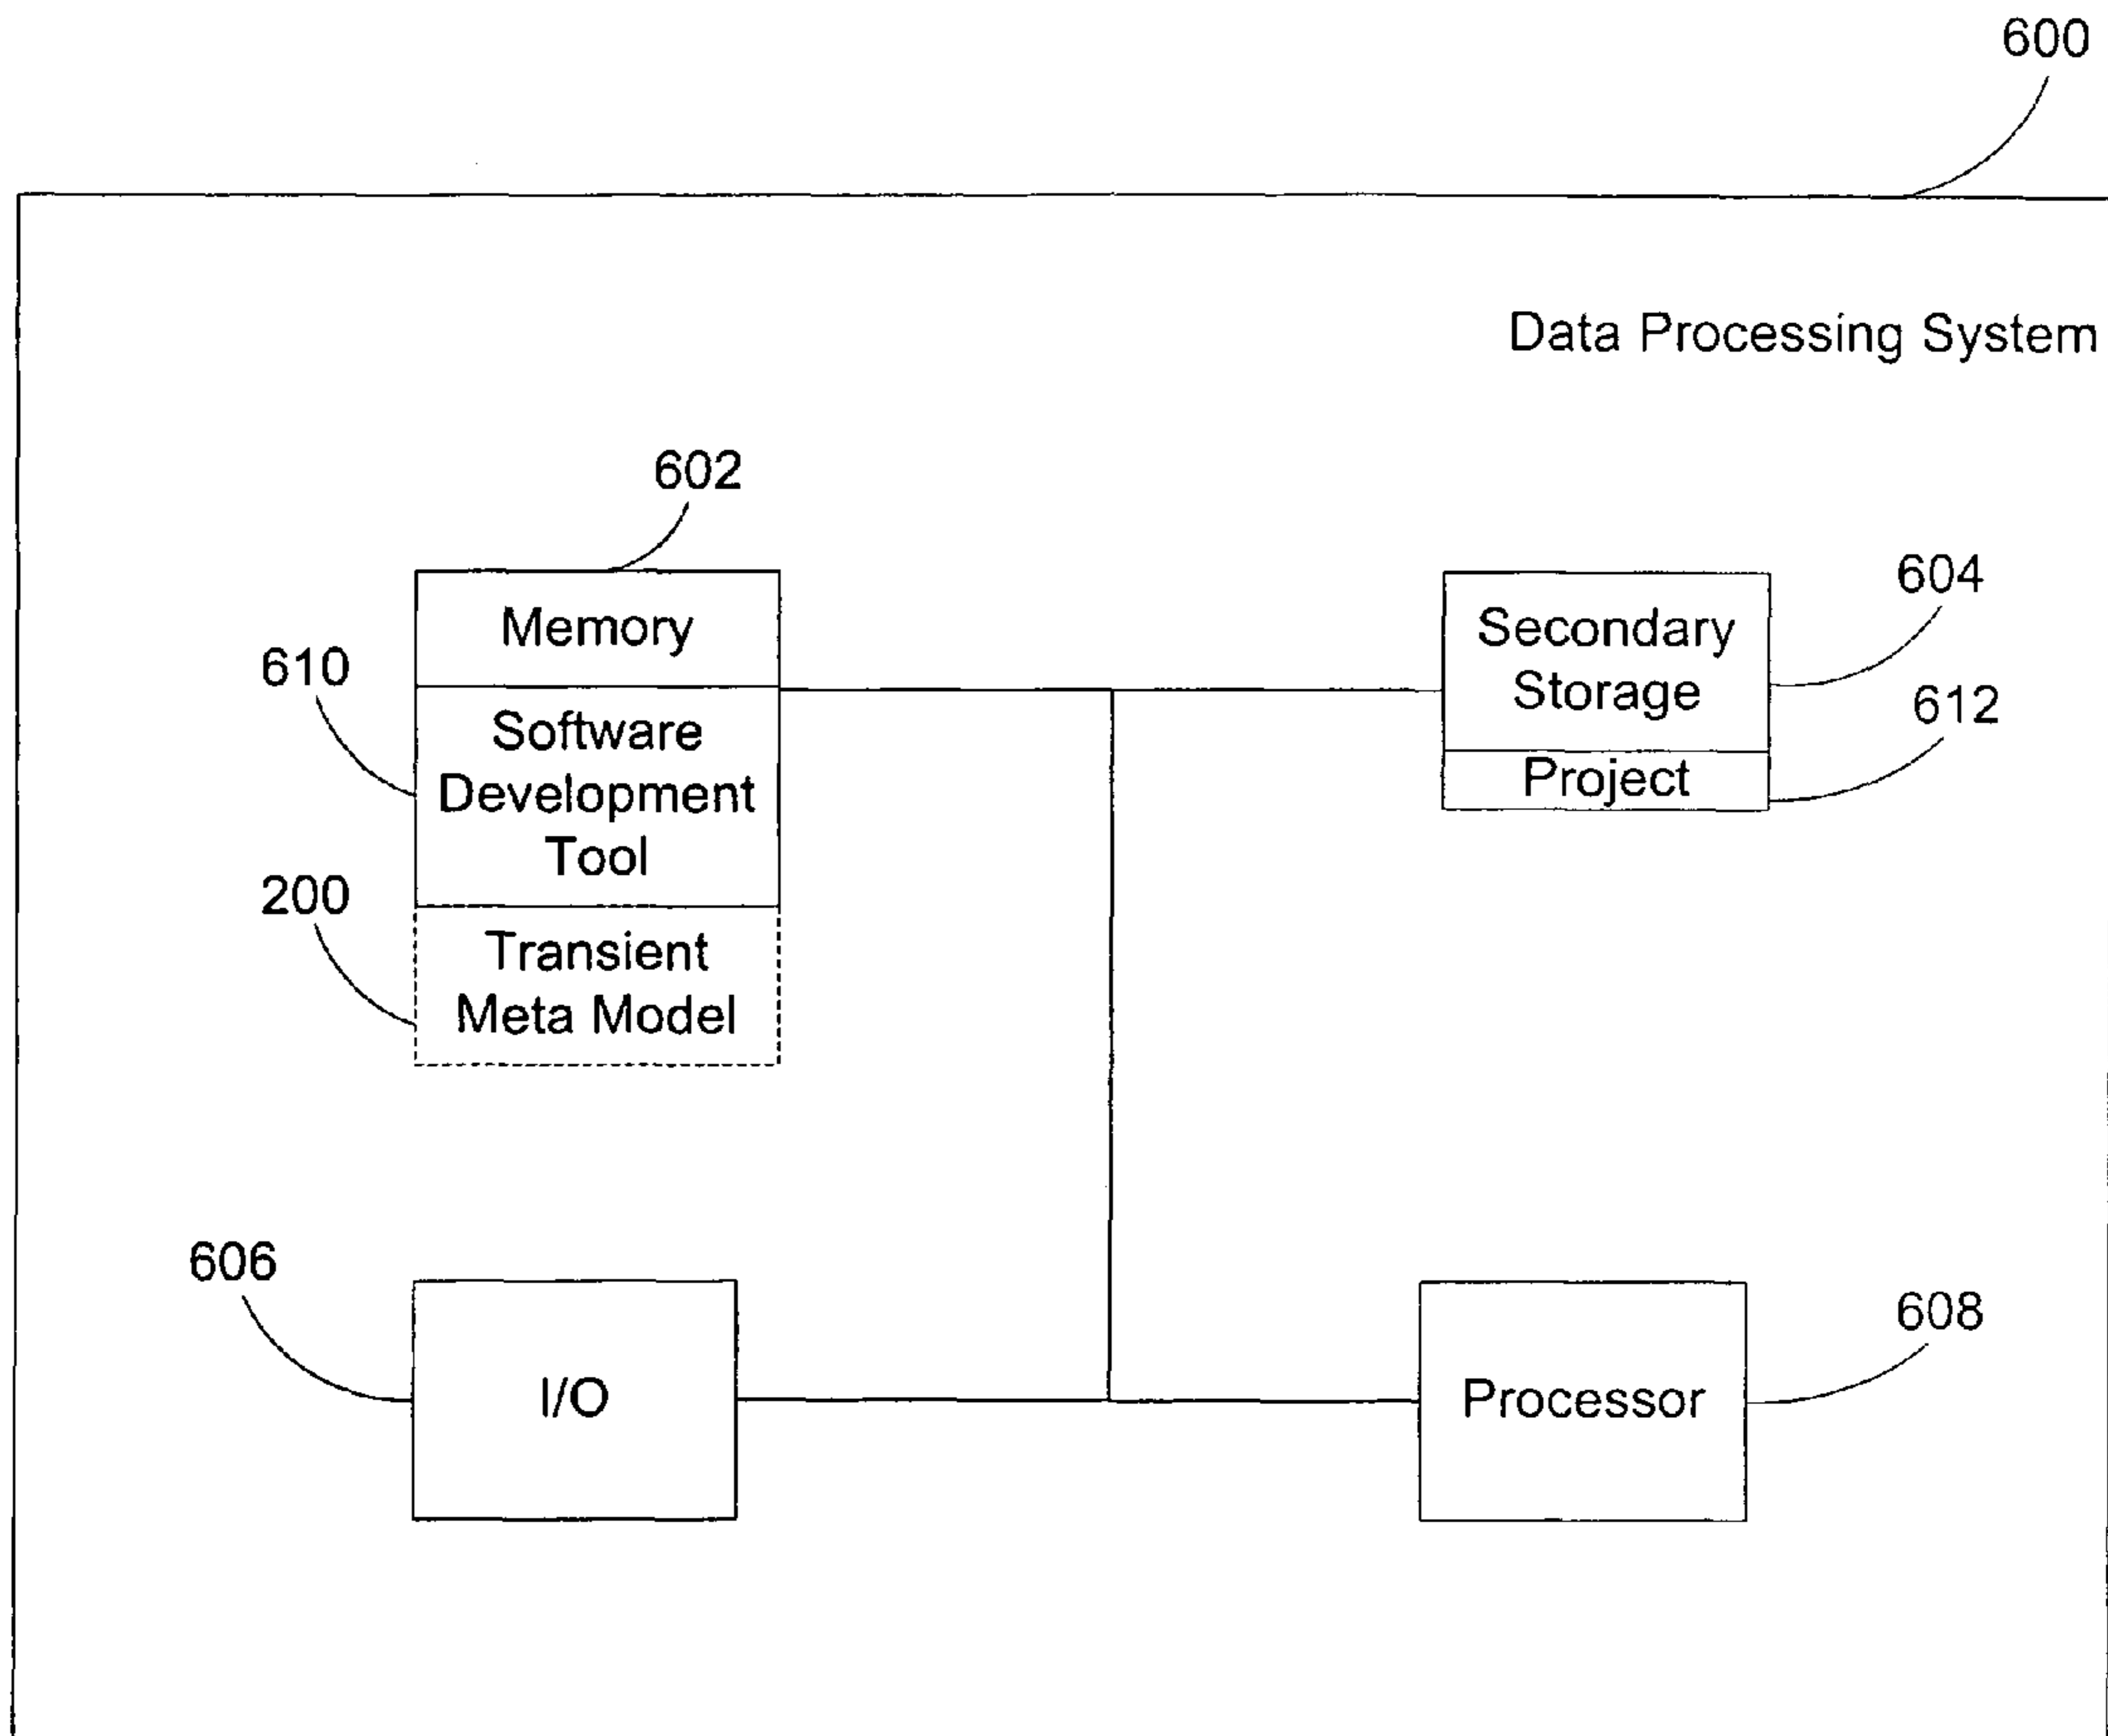 600
Data Processing System
602
Memory
610
Software
Development
Tool
200
Transient
Meta Model
604
Secondary
Storage
612
Project
606
I/O
608
Processor